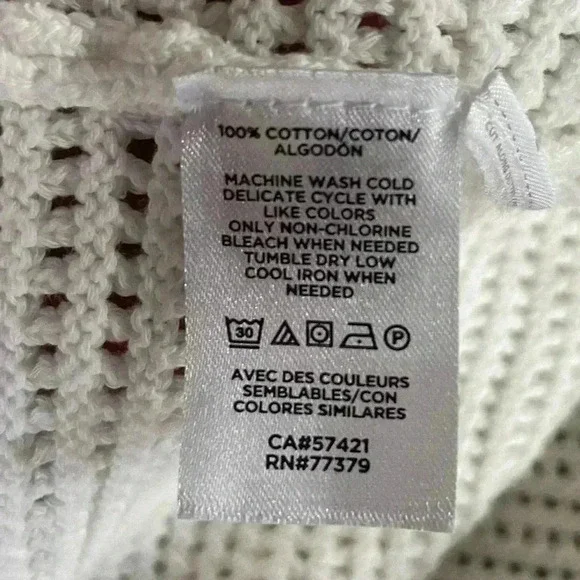 100% COTTON/COTON/
ALGODÓN
MACHINE WASH COLD
DELICATE CYCLE WITH
LIKE COLORS
ONLY NON-CHLORINE
BLEACH WHEN NEEDED
TUMBLE DRY LOW
COOL IRON WHEN
NEEDED
30 P
AVEC DES COULEURS
SEMBLABLES/CON
COLORES SIMILARES
CA#57421
RN#77379